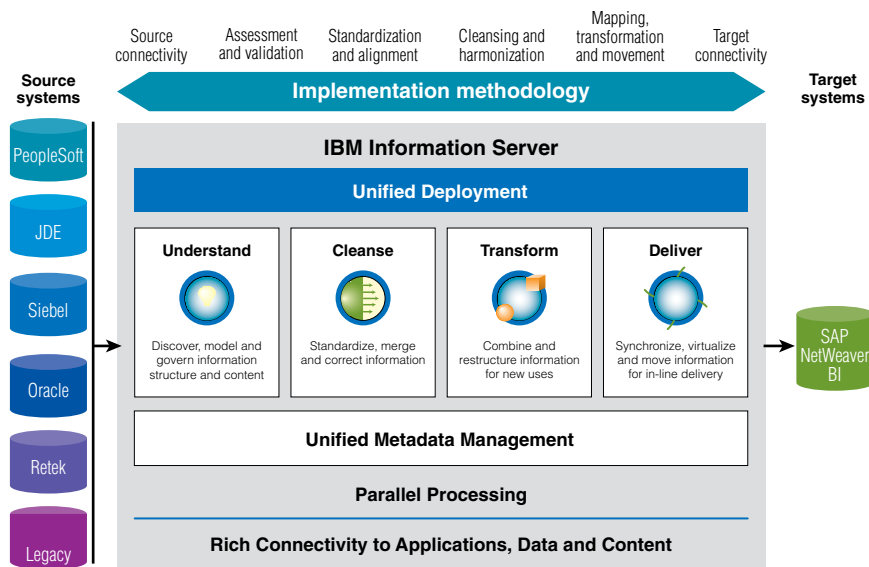 Source
connectivity
Assessment
and validation
Standardization
and alignment
Cleansing and
harmonization
Mapping,
transformation
and movement
Target
connectivity
Source
systems
Implementation methodology
Target
systems
PeopleSoft
JDE
Siebel
Oracle
Retek
Legacy
IBM Information Server
Unified Deployment
Understand
Discover, model and
govern information
structure and content
Cleanse
Standardize, merge
and correct information
Transform
Combine and
restructure information
for new uses
Deliver
Synchronize, virtualize
and move information
for in-line delivery
SAP
NetWeaver
BI
Unified Metadata Management
Parallel Processing
Rich Connectivity to Applications, Data and Content